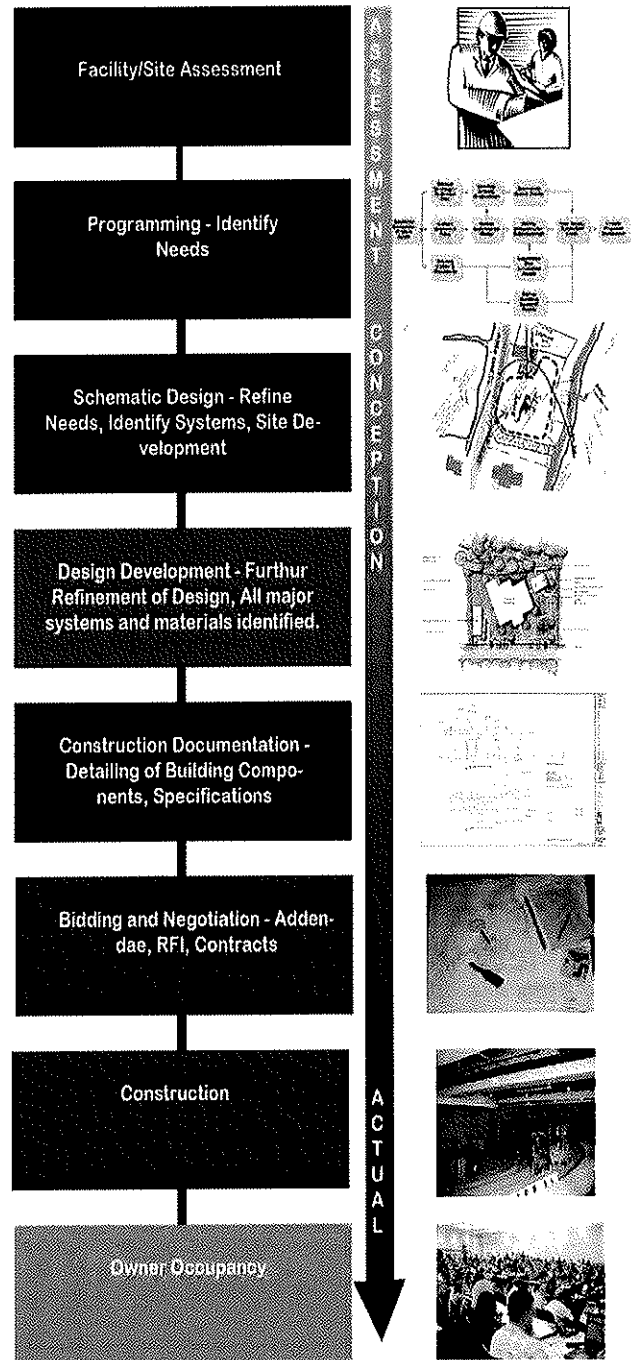 Facility/Site Assessment
Programming - Identify
Needs
Schematic Design - Refine
Needs, Identify Systems, Site De-
velopment
Design Development - Furthur
Refinement of Design, All major
systems and materials identified.
Construction Documentation -
Detailing of Building Compo-
nents, Specifications
Bidding and Negotiation - Adden-
dae, RFI, Contracts
Construction
Owner Occupancy
ASSESSMENT
CONCEPTION
ACTUAL